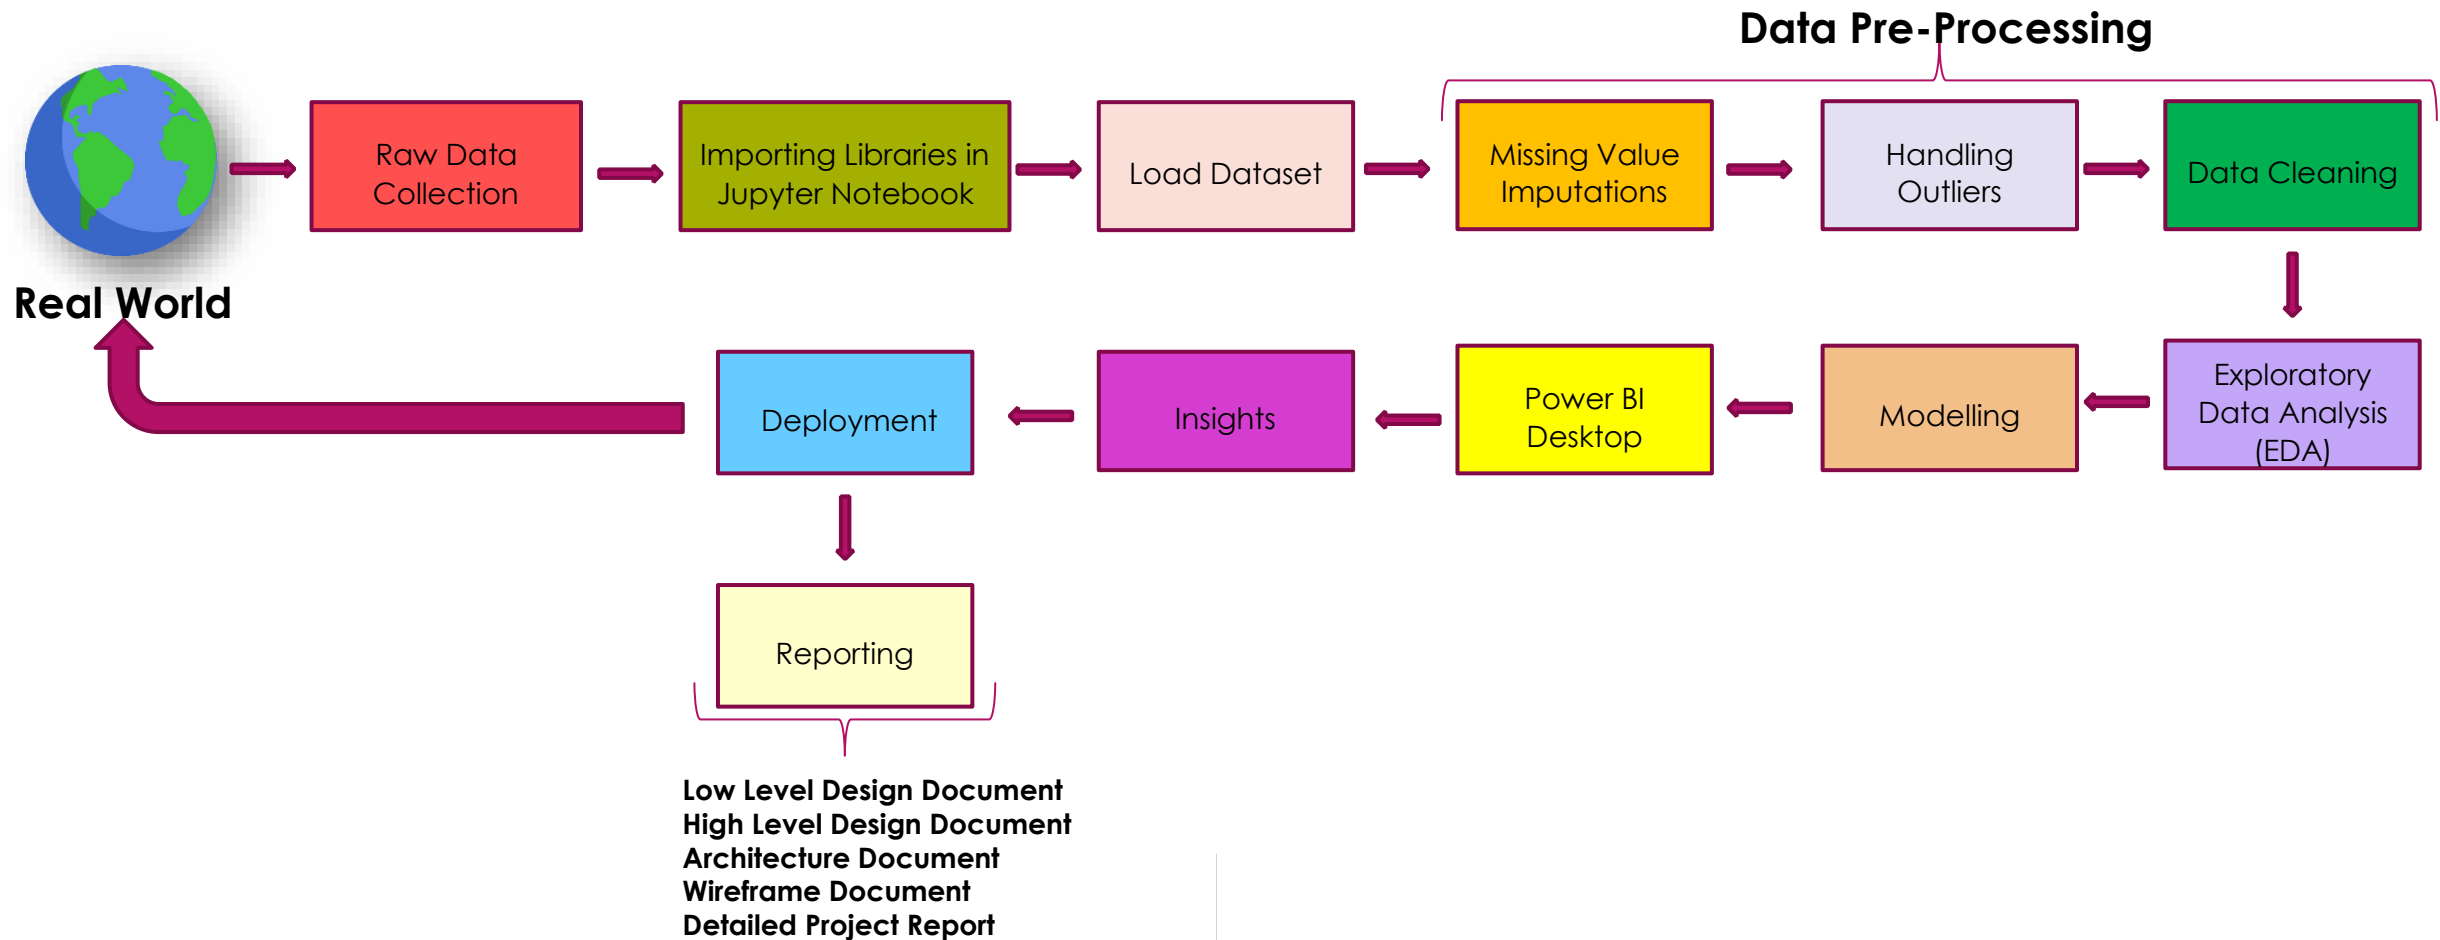 Data Pre-Processing
Raw Data
Collection
Importing Libraries in
Jupyter Notebook
Load Dataset
Missing Value
Imputations
Handling
Outliers
Data Cleaning
Real World
Exploratory
Data Analysis
(EDA)
Modelling
Power BI
Desktop
Insights
Deployment
Reporting
Low Level Design Document
High Level Design Document
Architecture Document
Wireframe Document
Detailed Project Report